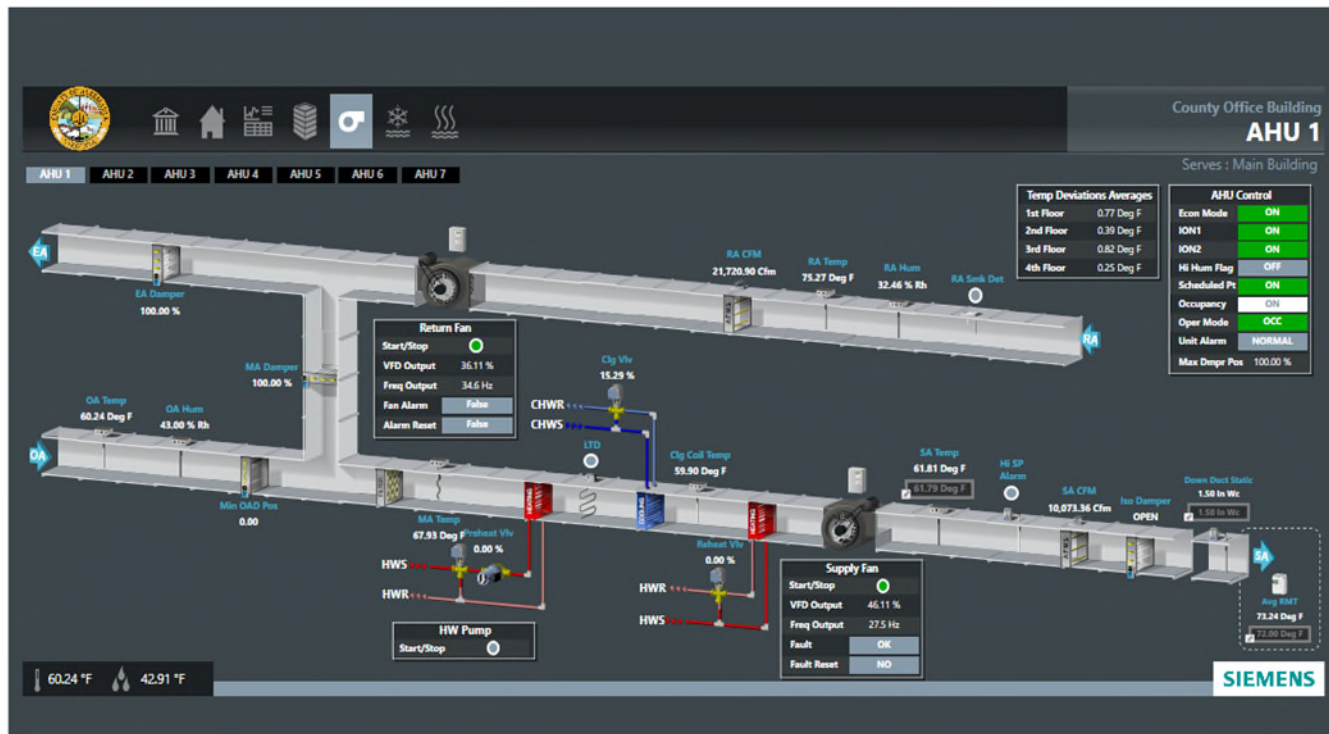 County Office Building
AHU 1
Serves : Main Building
AHU 1 AHU 2 AHU 3 AHU 4 AHU 5 AHU 6 AHU 7
Temp Deviations Averages
1st Floor 0.77 Deg F
2nd Floor 0.39 Deg F
3rd Floor 0.82 Deg F
4th Floor 0.25 Deg F
AHU Control
Econ Mode ON
ION1 ON
ION2 ON
Hi Hum Flag OFF
Scheduled Pt ON
Occupancy ON
Oper Mode OCC
Unit Alarm NORMAL
Max Dmpr Pos 100.00 %
EA
EA Damper
100.00 %
RA CFM
21,720.90 Cfm
RA Temp
75.27 Deg F
RA Hum
32.46 % Rh
RA Smk Det
RA
Return Fan
Start/Stop
VFD Output 36.11 %
Freq Output 34.6 Hz
Fan Alarm False
Alarm Reset False
MA Damper
100.00 %
Clg Vlv
15.29 %
CHWR
CHWS
OA Temp
60.24 Deg F
OA Hum
43.00 % Rh
OA
Min OAD Pos
0.00
FILTER
MA Temp
67.93 Deg F
HEATING
Preheat Vlv
0.00 %
HWS
HWR
LTD
COOLING
Clg Coil Temp
59.90 Deg F
HEATING
Reheat Vlv
0.00 %
HWR
HWS
HW Pump
Start/Stop
Supply Fan
Start/Stop
VFD Output 46.11 %
Freq Output 27.5 Hz
Fault OK
Fault Reset NO
SA Temp
61.81 Deg F
61.79 Deg F
Hi SP
Alarm
SA CFM
10,073.36 Cfm
Iso Damper
OPEN
Down Duct Static
1.50 In Wc
1.50 In Wc
SA
Avg RMT
73.24 Deg F
72.00 Deg F
60.24 °F 42.91 °F
SIEMENS